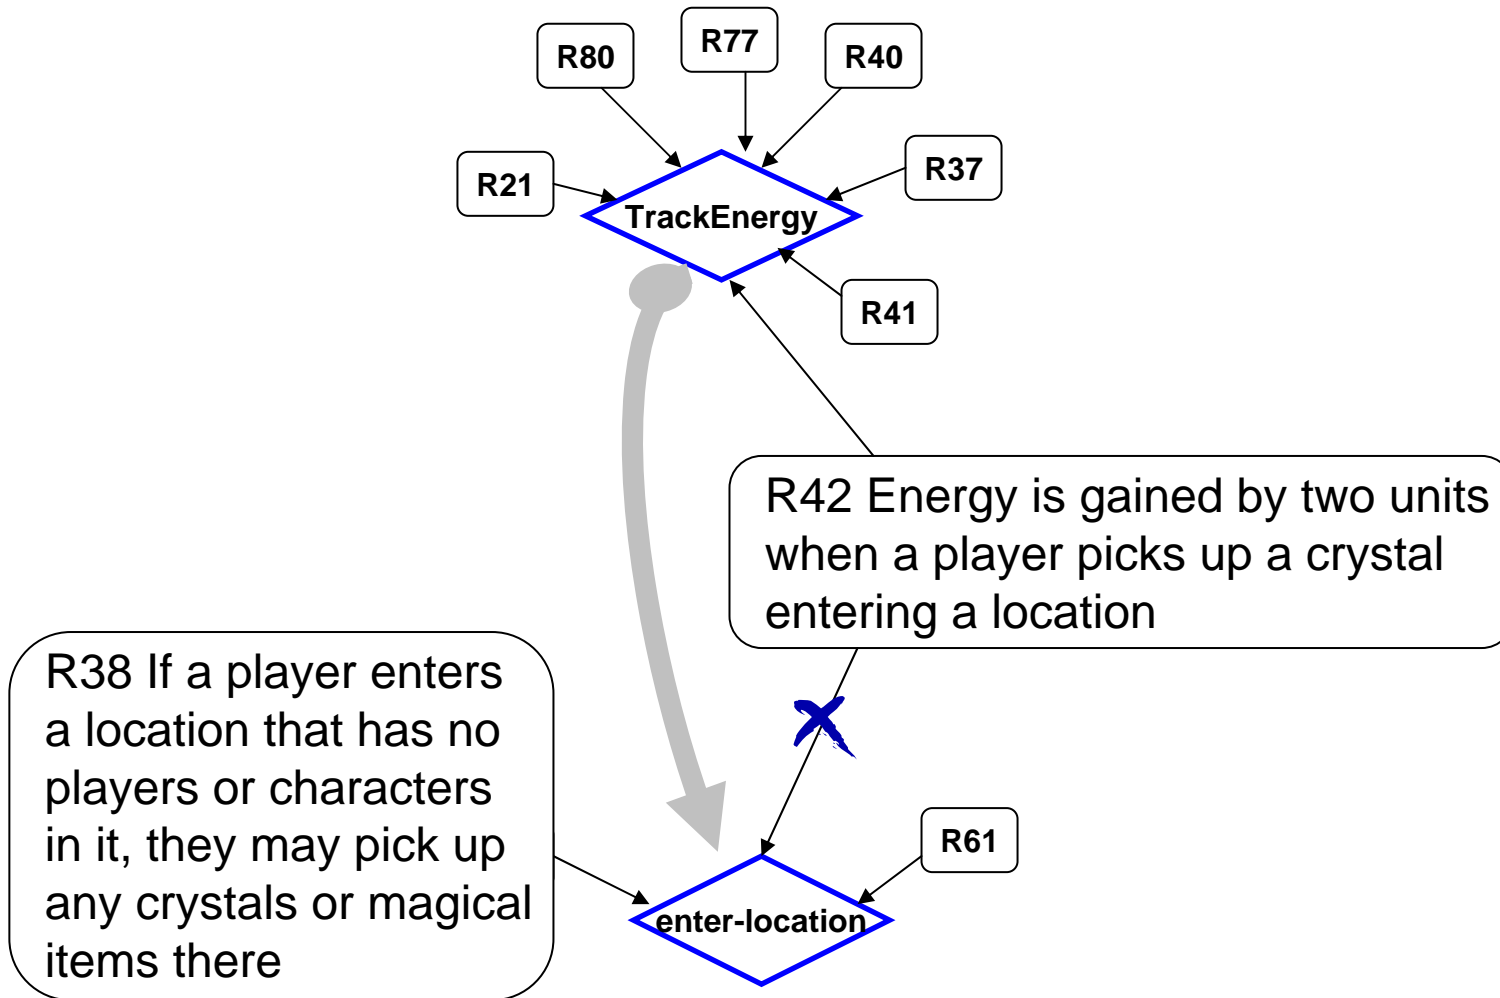 R77
R80
R40
R37
R21
TrackEnergy
R41
R42 Energy is gained by two units
when a player picks up a crystal
entering a location
R38 If a player enters
a location that has no
players or characters
in it, they may pick up
any crystals or magical
items there
R61
enter-location